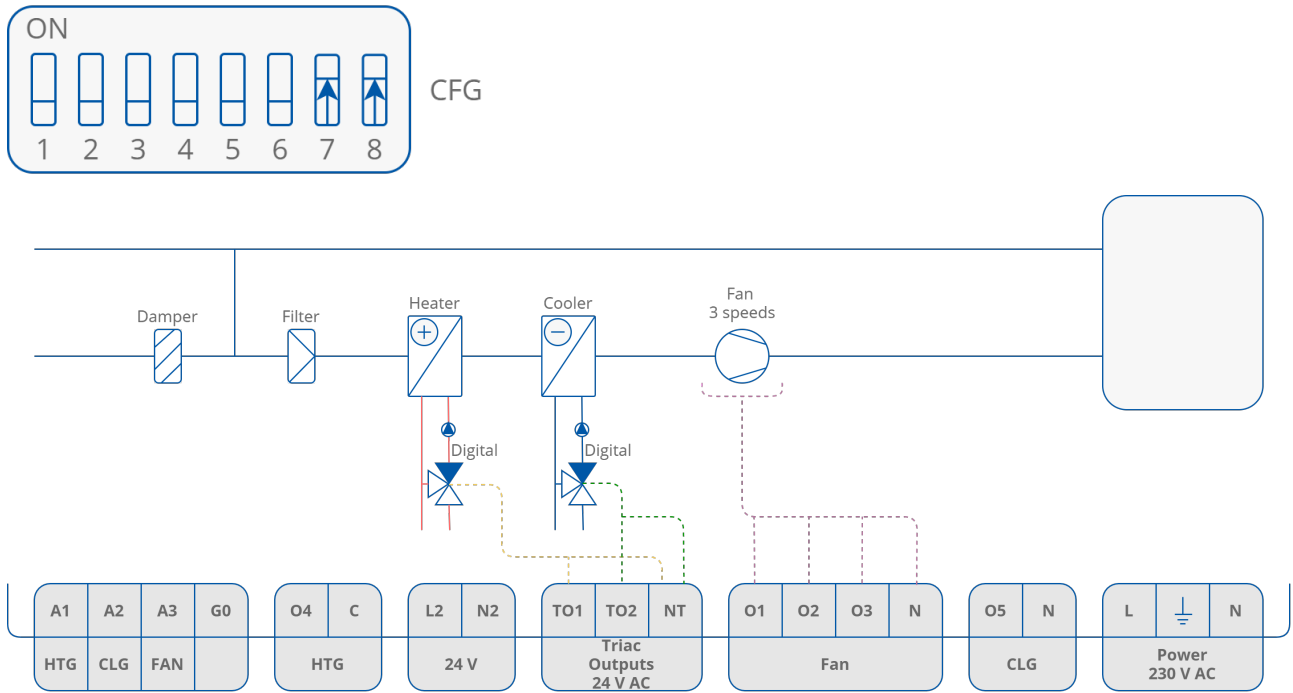 ON
1 2 3 4 5 6 7 8
CFG
Damper
Filter
Heater
Cooler
Fan
3 speeds
Digital
Digital
A1 A2 A3 G0
HTG CLG FAN
O4 C
HTG
L2 N2
24 V
TO1 TO2 NT
Triac
Outputs
24 V AC
O1 O2 O3 N
Fan
O5 N
CLG
L N
Power
230 V AC